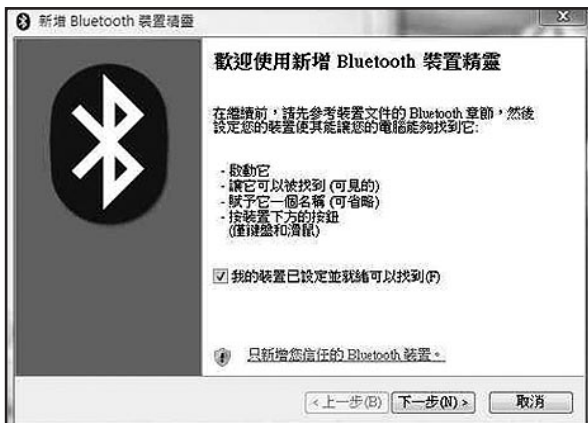 新增 Bluetooth 裝置精靈
歡迎使用新增 Bluetooth 裝置精靈
在繼續前，請先參考裝置文件的 Bluetooth 章節，然後
設定您的裝置使其能讓您的電腦能夠找到它:
- 啟動它
- 讓它可以被找到 (可見的)
- 賦予它一個名稱 (可省略)
- 按裝置下方的按鈕
(僅鍵盤和滑鼠)
我的裝置已設定並就緒可以找到(F)
只新增您信任的 Bluetooth 裝置。
<上一步(B)
下一步(N)>
取消